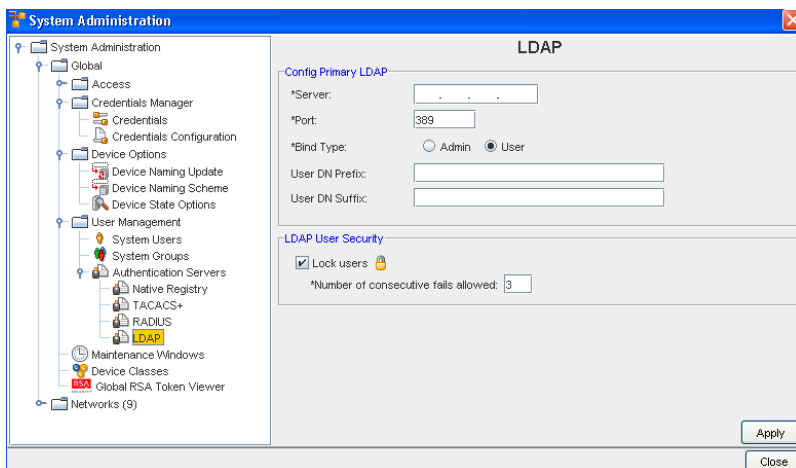 System Administration
System Administration
Global
Access
Credentials Manager
Credentials
Credentials Configuration
Device Options
Device Naming Update
Device Naming Scheme
Device State Options
User Management
System Users
System Groups
Authentication Servers
Native Registry
TACACS+
RADIUS
LDAP
Maintenance Windows
Device Classes
RSA Global RSA Token Viewer
Networks (9)
LDAP
Config Primary LDAP
*Server: . . .
*Port: 389
*Bind Type: Admin User
User DN Prefix:
User DN Suffix:
LDAP User Security
Lock users
*Number of consecutive fails allowed: 3
Apply
Close